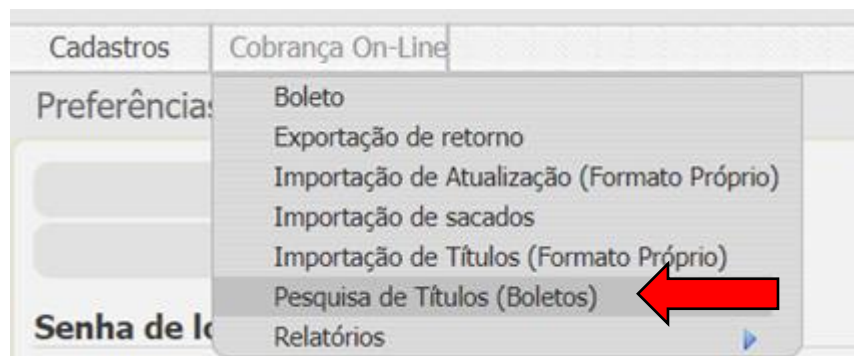 Cadastros
Cobrança On-Line
Preferências
Boleto
Exportação de retorno
Importação de Atualização (Formato Próprio)
Importação de sacados
Importação de Títulos (Formato Próprio)
Pesquisa de Títulos (Boletos)
Senha de lo
Relatórios